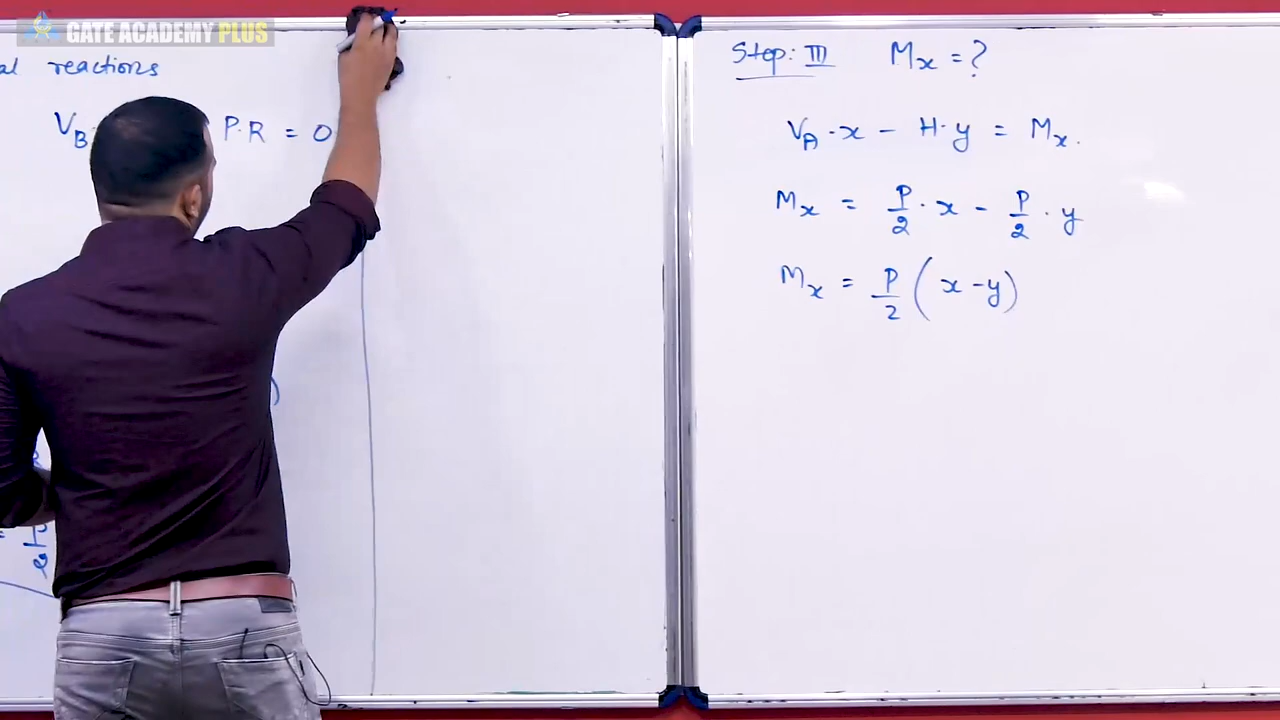 GATE ACADEMY PLUS
al reactions
V_B P·R = 0
Step: III M_x = ?
V_A · x − H·y = M_x.
M_x = P/2 · x − P/2 · y
M_x = P/2 ( x − y )